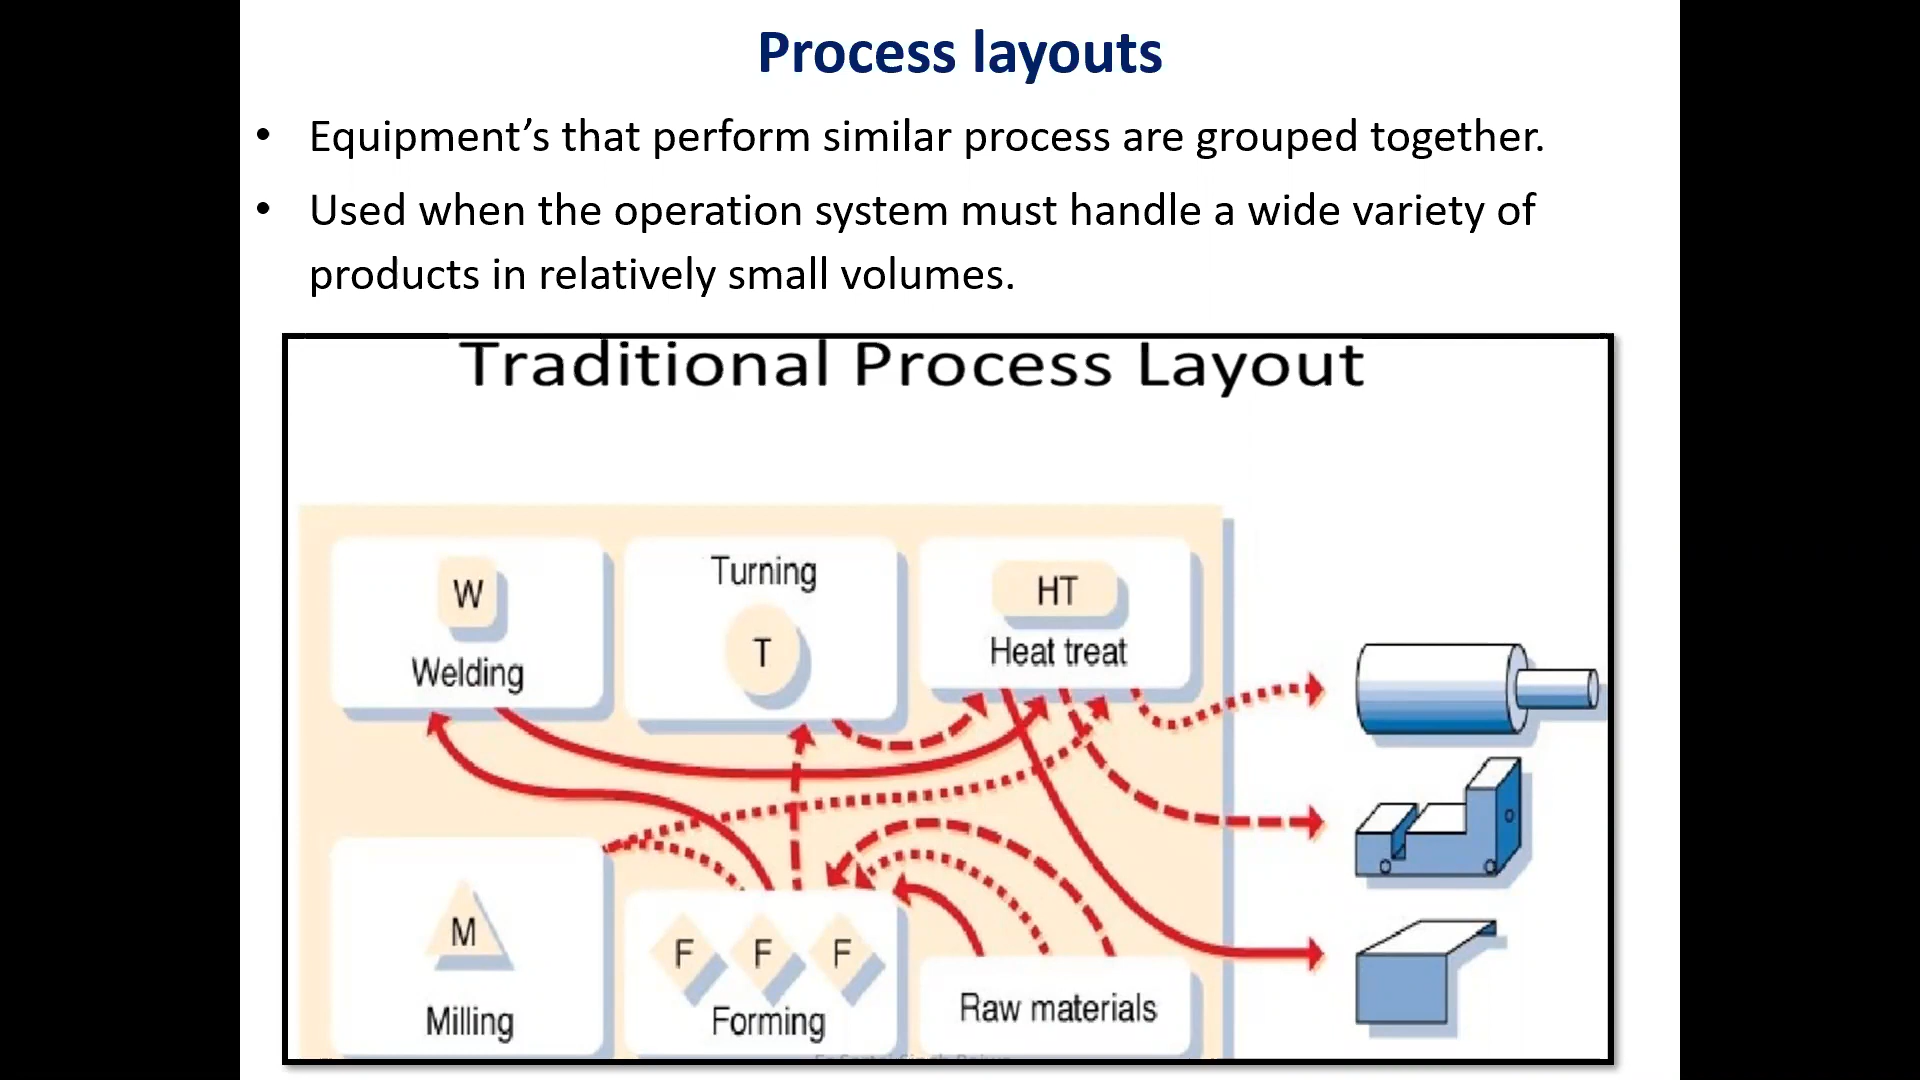 Process layouts
• Equipment’s that perform similar process are grouped together.
• Used when the operation system must handle a wide variety of
products in relatively small volumes.
Traditional Process Layout
W
Welding
Turning
T
HT
Heat treat
M
Milling
F F F
Forming
Raw materials